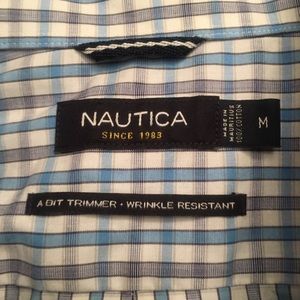 NAUTICA
SINCE 1983
MADE IN
MAURITIUS
100% COTTON
M
A BIT TRIMMER • WRINKLE RESISTANT